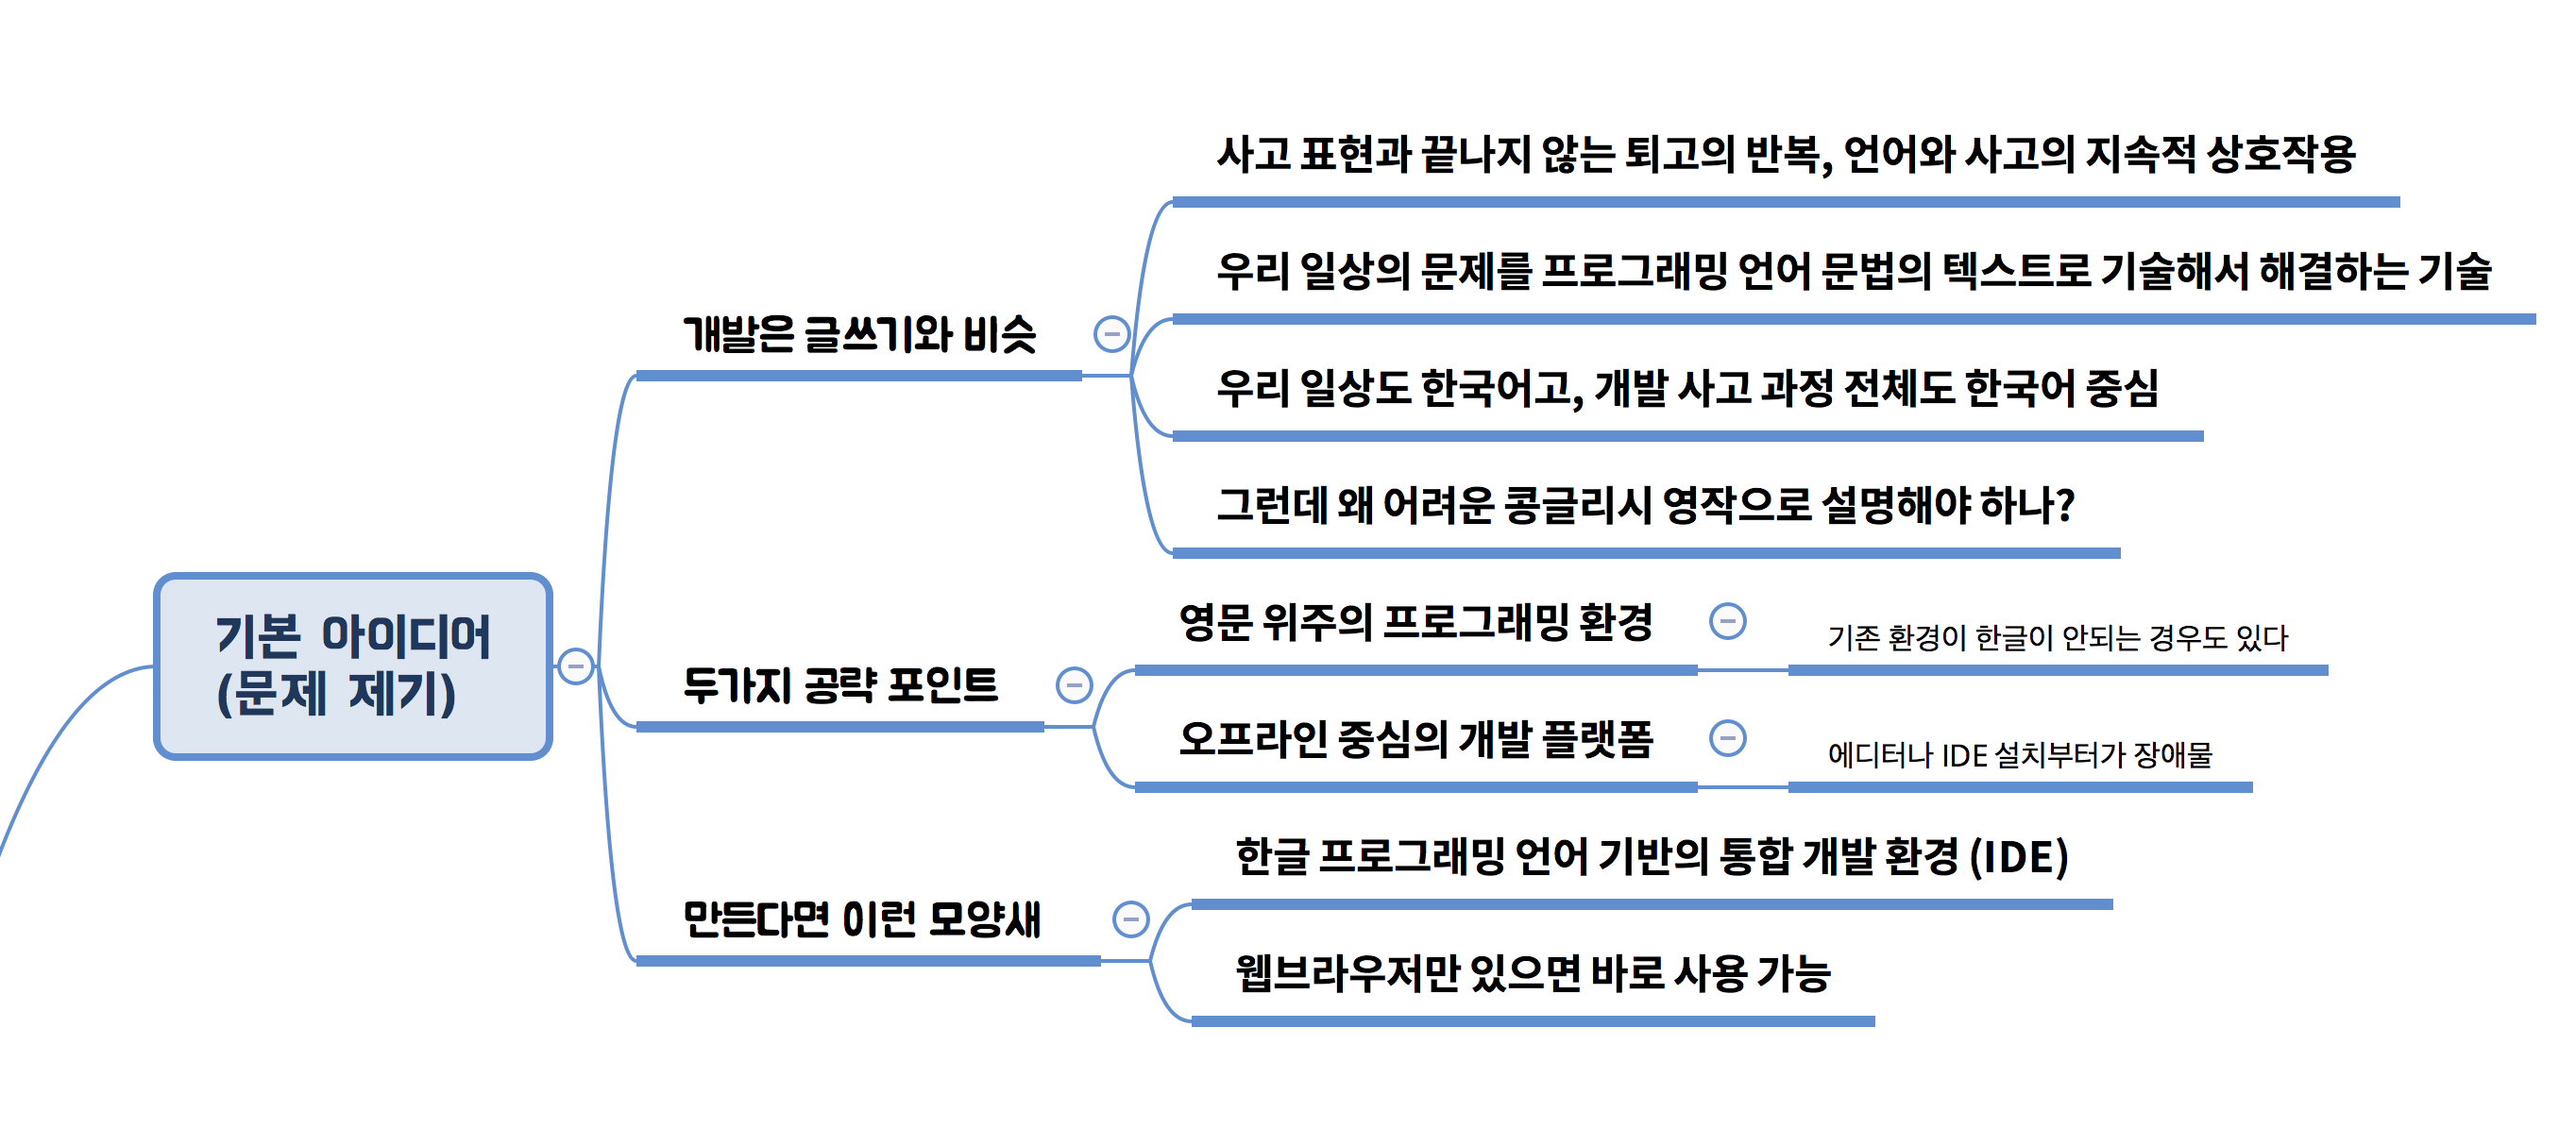 기본 아이디어
(문제 제기)
개발은 글쓰기와 비슷
사고 표현과 끝나지 않는 퇴고의 반복, 언어와 사고의 지속적 상호작용
우리 일상의 문제를 프로그래밍 언어 문법의 텍스트로 기술해서 해결하는 기술
우리 일상도 한국어고, 개발 사고 과정 전체도 한국어 중심
그런데 왜 어려운 콩글리시 영작으로 설명해야 하나?
두가지 공략 포인트
영문 위주의 프로그래밍 환경
기존 환경이 한글이 안되는 경우도 있다
오프라인 중심의 개발 플랫폼
에디터나 IDE 설치부터가 장애물
만든다면 이런 모양새
한글 프로그래밍 언어 기반의 통합 개발 환경 (IDE)
웹브라우저만 있으면 바로 사용 가능